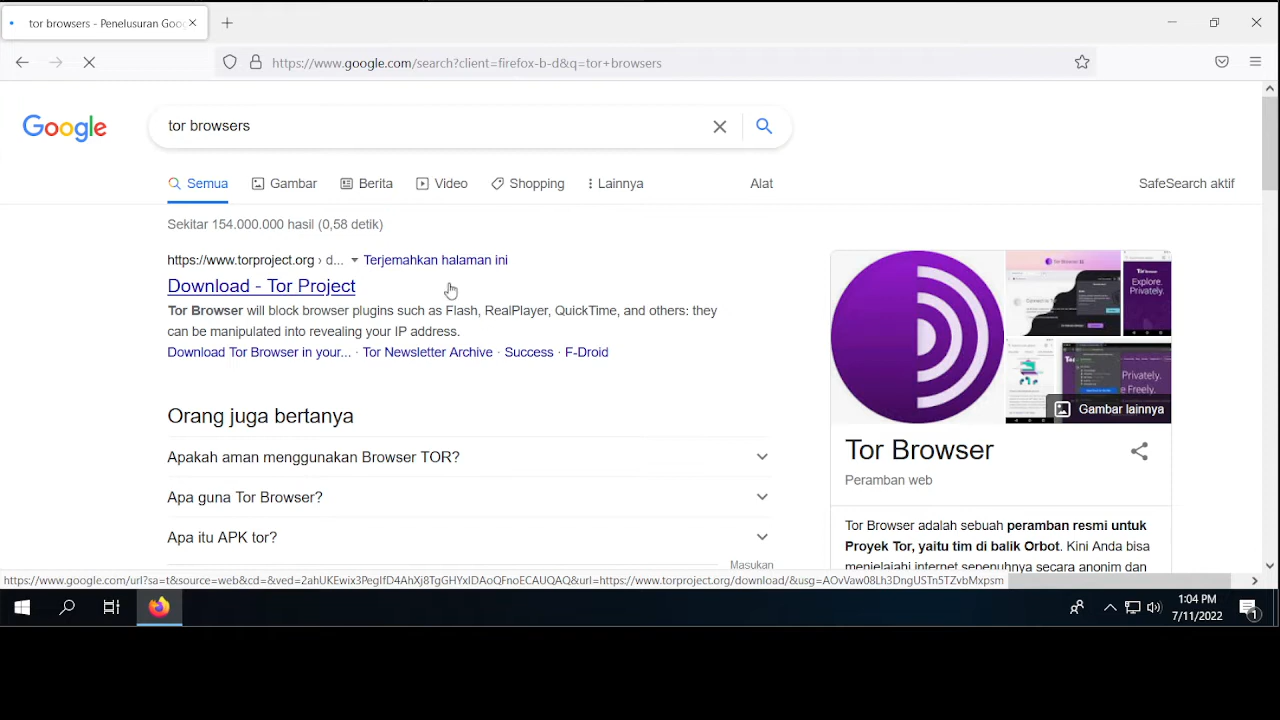 tor browsers - Penelusuran Goo
https://www.google.com/search?client=firefox-b-d&q=tor+browsers
Google
tor browsers
Semua Gambar Berita Video Shopping Lainnya Alat SafeSearch aktif
Sekitar 154.000.000 hasil (0,58 detik)
https://www.torproject.org › d... Terjemahkan halaman ini
Download - Tor Project
Tor Browser will block browser plugins such as Flash, RealPlayer, QuickTime, and others: they
can be manipulated into revealing your IP address.
Download Tor Browser in your... · Tor Newsletter Archive · Success · F-Droid
Orang juga bertanya
Apakah aman menggunakan Browser TOR?
Apa guna Tor Browser?
Apa itu APK tor?
Masukan
Explore.
Privately.
Privately.
Freely.
Gambar lainnya
Tor Browser
Peramban web
Tor Browser adalah sebuah peramban resmi untuk
Proyek Tor, yaitu tim di balik Orbot. Kini Anda bisa
menjelajahi internet sepenuhnya secara anonim dan
https://www.google.com/url?sa=t&source=web&cd=&ved=2ahUKEwix3PegIfD4AhXj8TgGHYxIDAoQFnoECAUQAQ&url=https://www.torproject.org/download/&usg=AOvVaw08Lh3DngUSTn5TZvbMxpsm
1:04 PM
7/11/2022
1